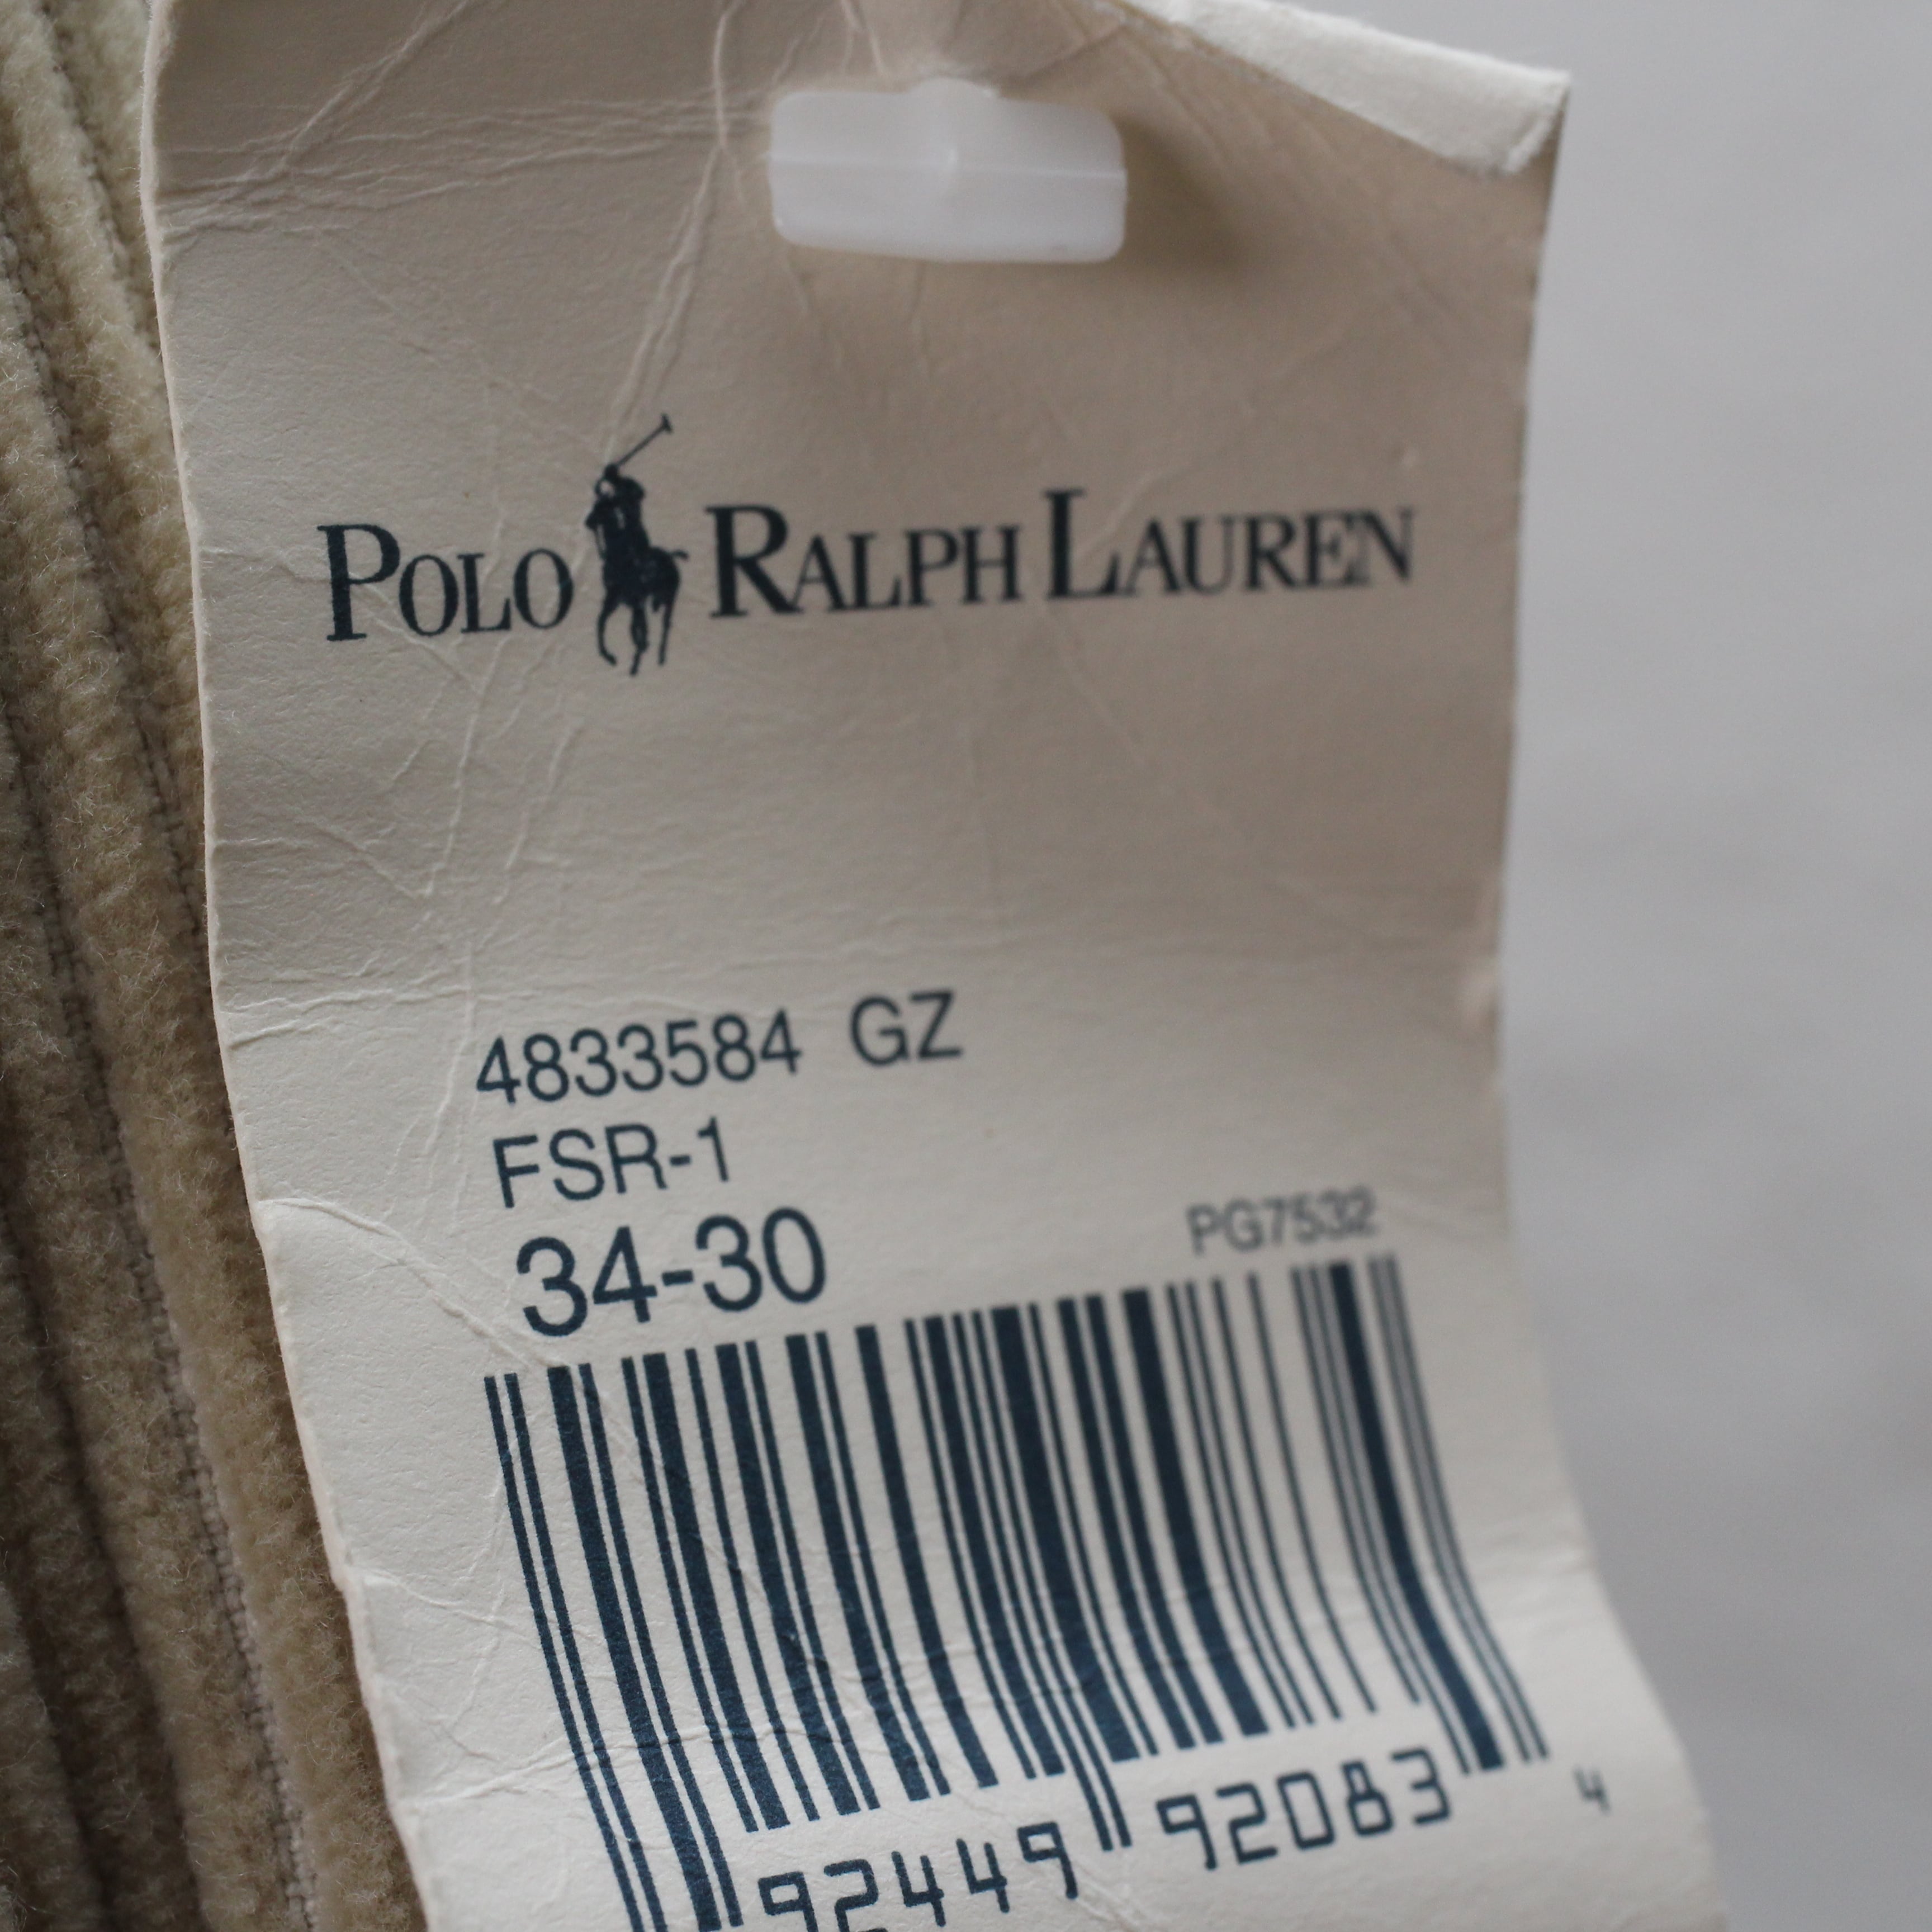 POLO RALPH LAUREN
4833584 GZ
FSR-1
34-30
PG7532
92449 92083 4